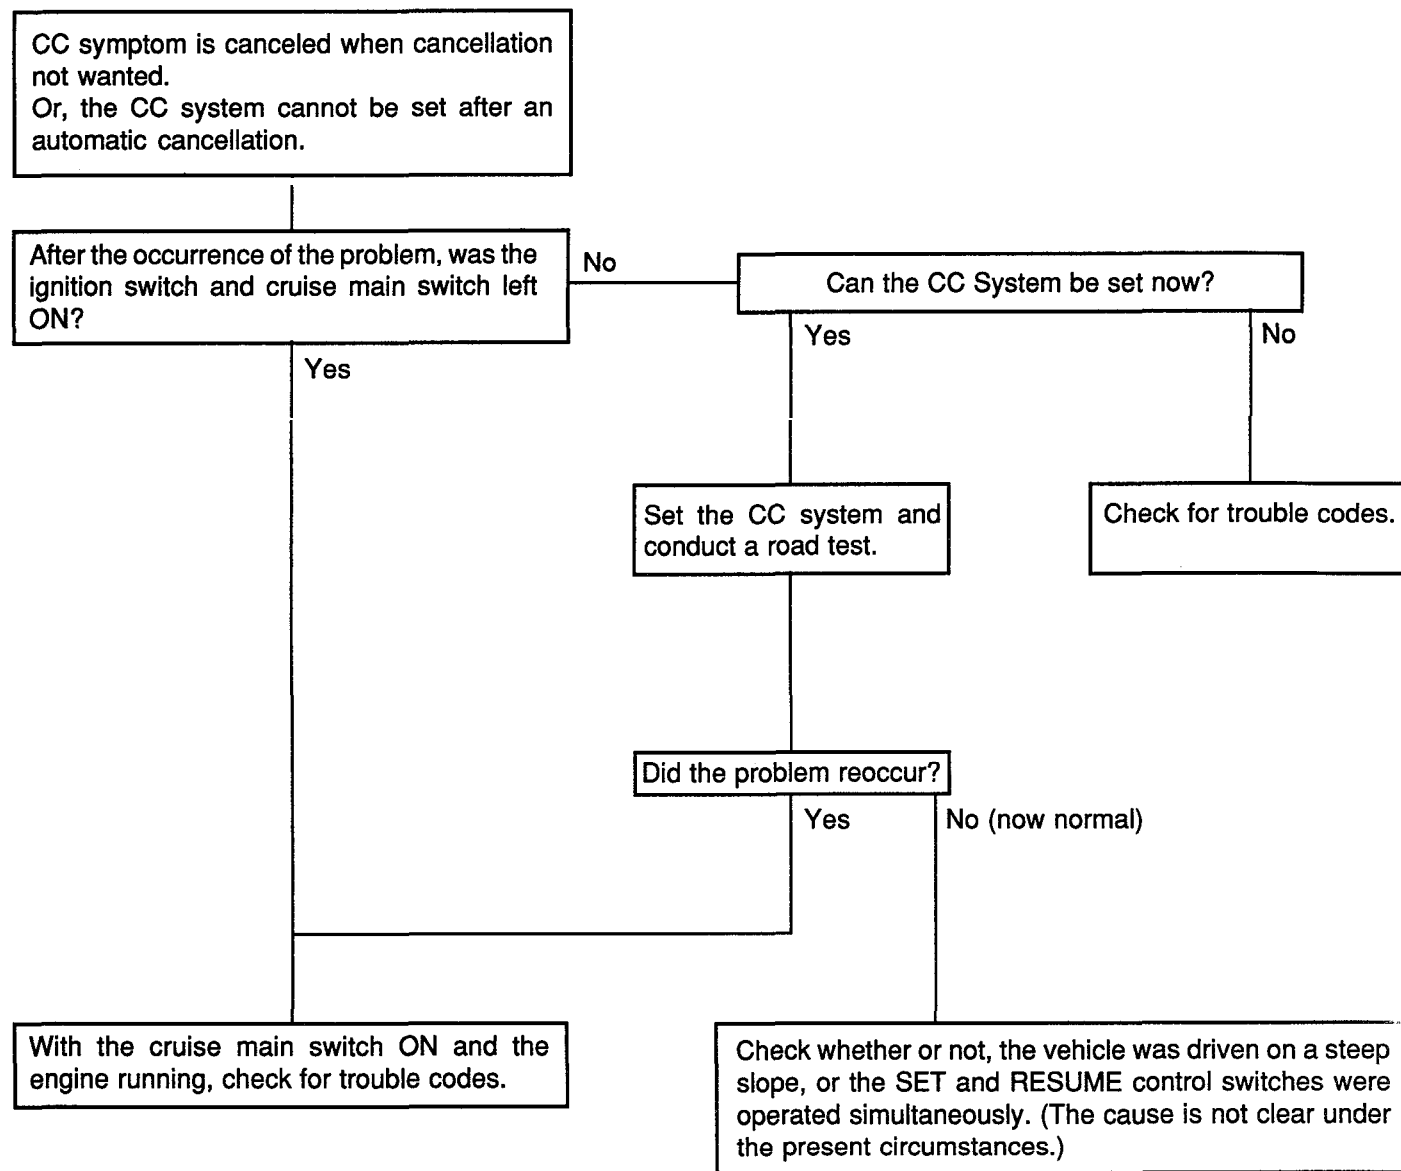 CC symptom is canceled when cancellation
not wanted.
Or, the CC system cannot be set after an
automatic cancellation.
After the occurrence of the problem, was the
ignition switch and cruise main switch left
ON?
No
Can the CC System be set now?
Yes
Yes
No
Set the CC system and
conduct a road test.
Check for trouble codes.
Did the problem reoccur?
Yes
No (now normal)
With the cruise main switch ON and the
engine running, check for trouble codes.
Check whether or not, the vehicle was driven on a steep
slope, or the SET and RESUME control switches were
operated simultaneously. (The cause is not clear under
the present circumstances.)